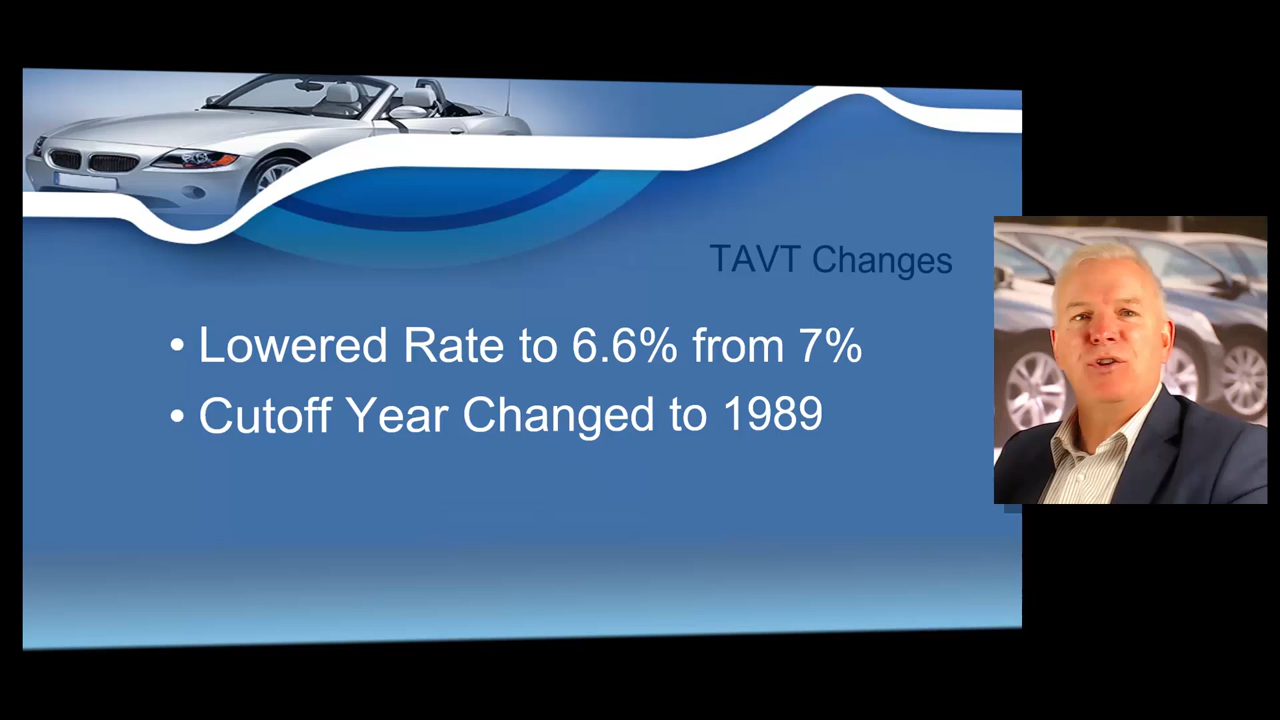 TAVT Changes
• Lowered Rate to 6.6% from 7%
• Cutoff Year Changed to 1989